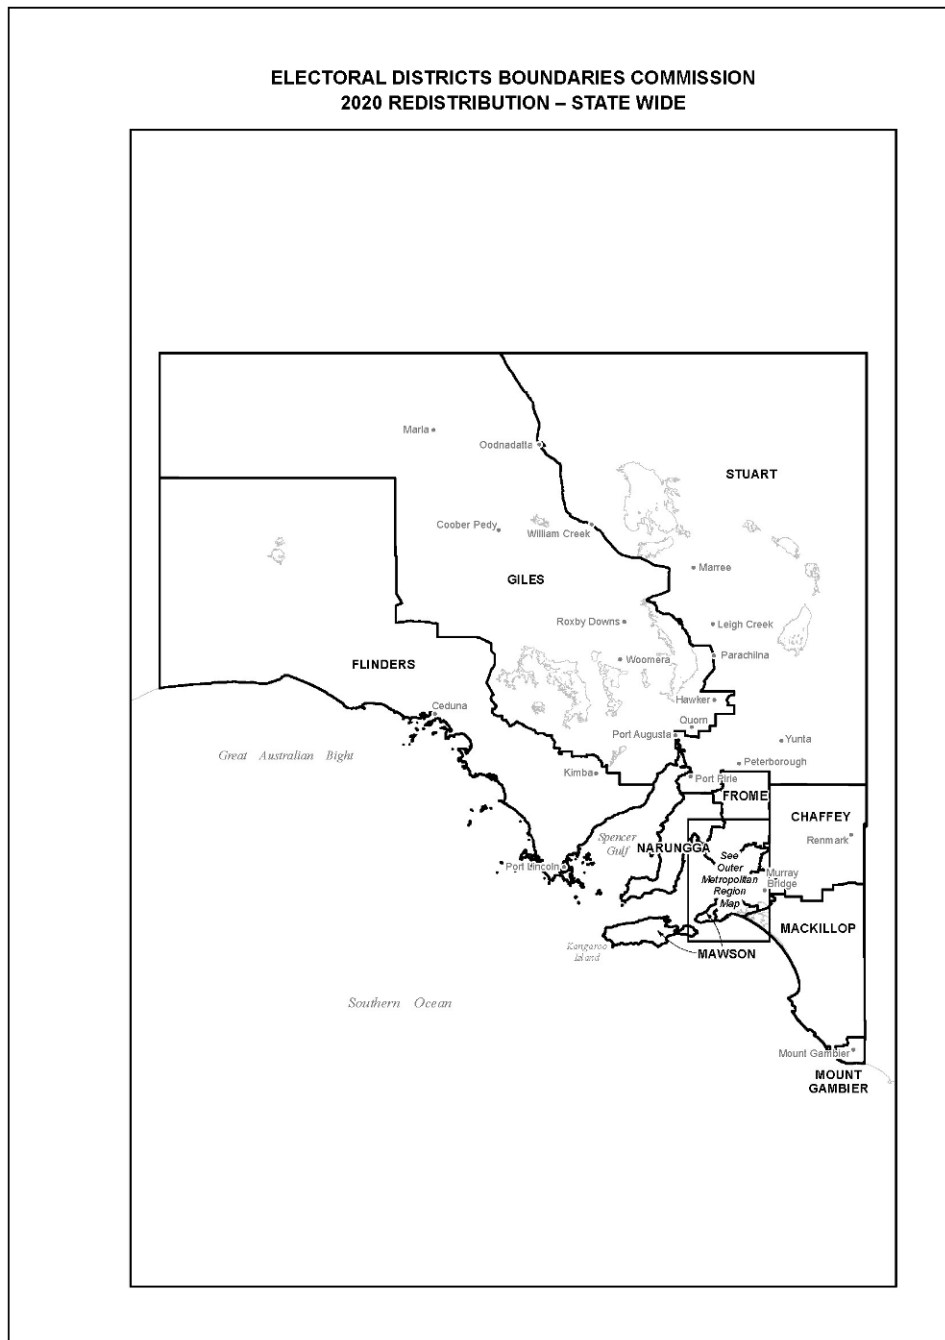 ELECTORAL DISTRICTS BOUNDARIES COMMISSION
2020 REDISTRIBUTION – STATE WIDE
Marla
Oodnadatta
STUART
Coober Pedy
William Creek
Marree
GILES
Roxby Downs
Leigh Creek
Parachilna
Woomera
FLINDERS
Hawker
Ceduna
Quorn
Port Augusta
Yunta
Great Australian Bight
Peterborough
Kimba
Port Pirie
FROME
CHAFFEY
Renmark
Spencer
Gulf
NARUNGGA
See
Outer
Metropolitan
Region
Map
Port Lincoln
Murray
Bridge
MACKILLOP
Kangaroo
Island
MAWSON
Southern Ocean
Mount Gambier
MOUNT
GAMBIER